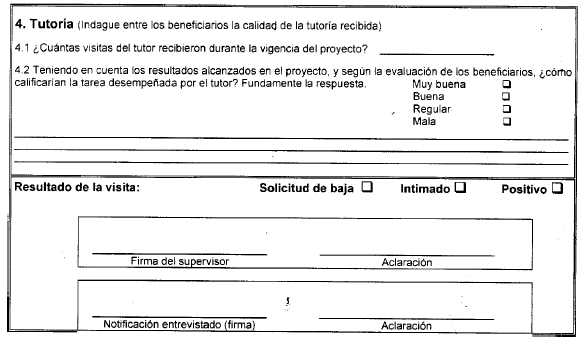 4. Tutoría (Indague entre los beneficiarios la calidad de la tutoría recibida)
4.1 ¿Cuántas visitas del tutor recibieron durante la vigencia del proyecto?
4.2 Teniendo en cuenta los resultados alcanzados en el proyecto, y según la evaluación de los beneficiarios, ¿cómo
calificarían la tarea desempeñada por el tutor? Fundamente la respuesta.
Muy buena
Buena
Regular
Mala
Resultado de la visita: Solicitud de baja Intimado Positivo
Firma del supervisor Aclaración
Notificación entrevistado (firma) Aclaración